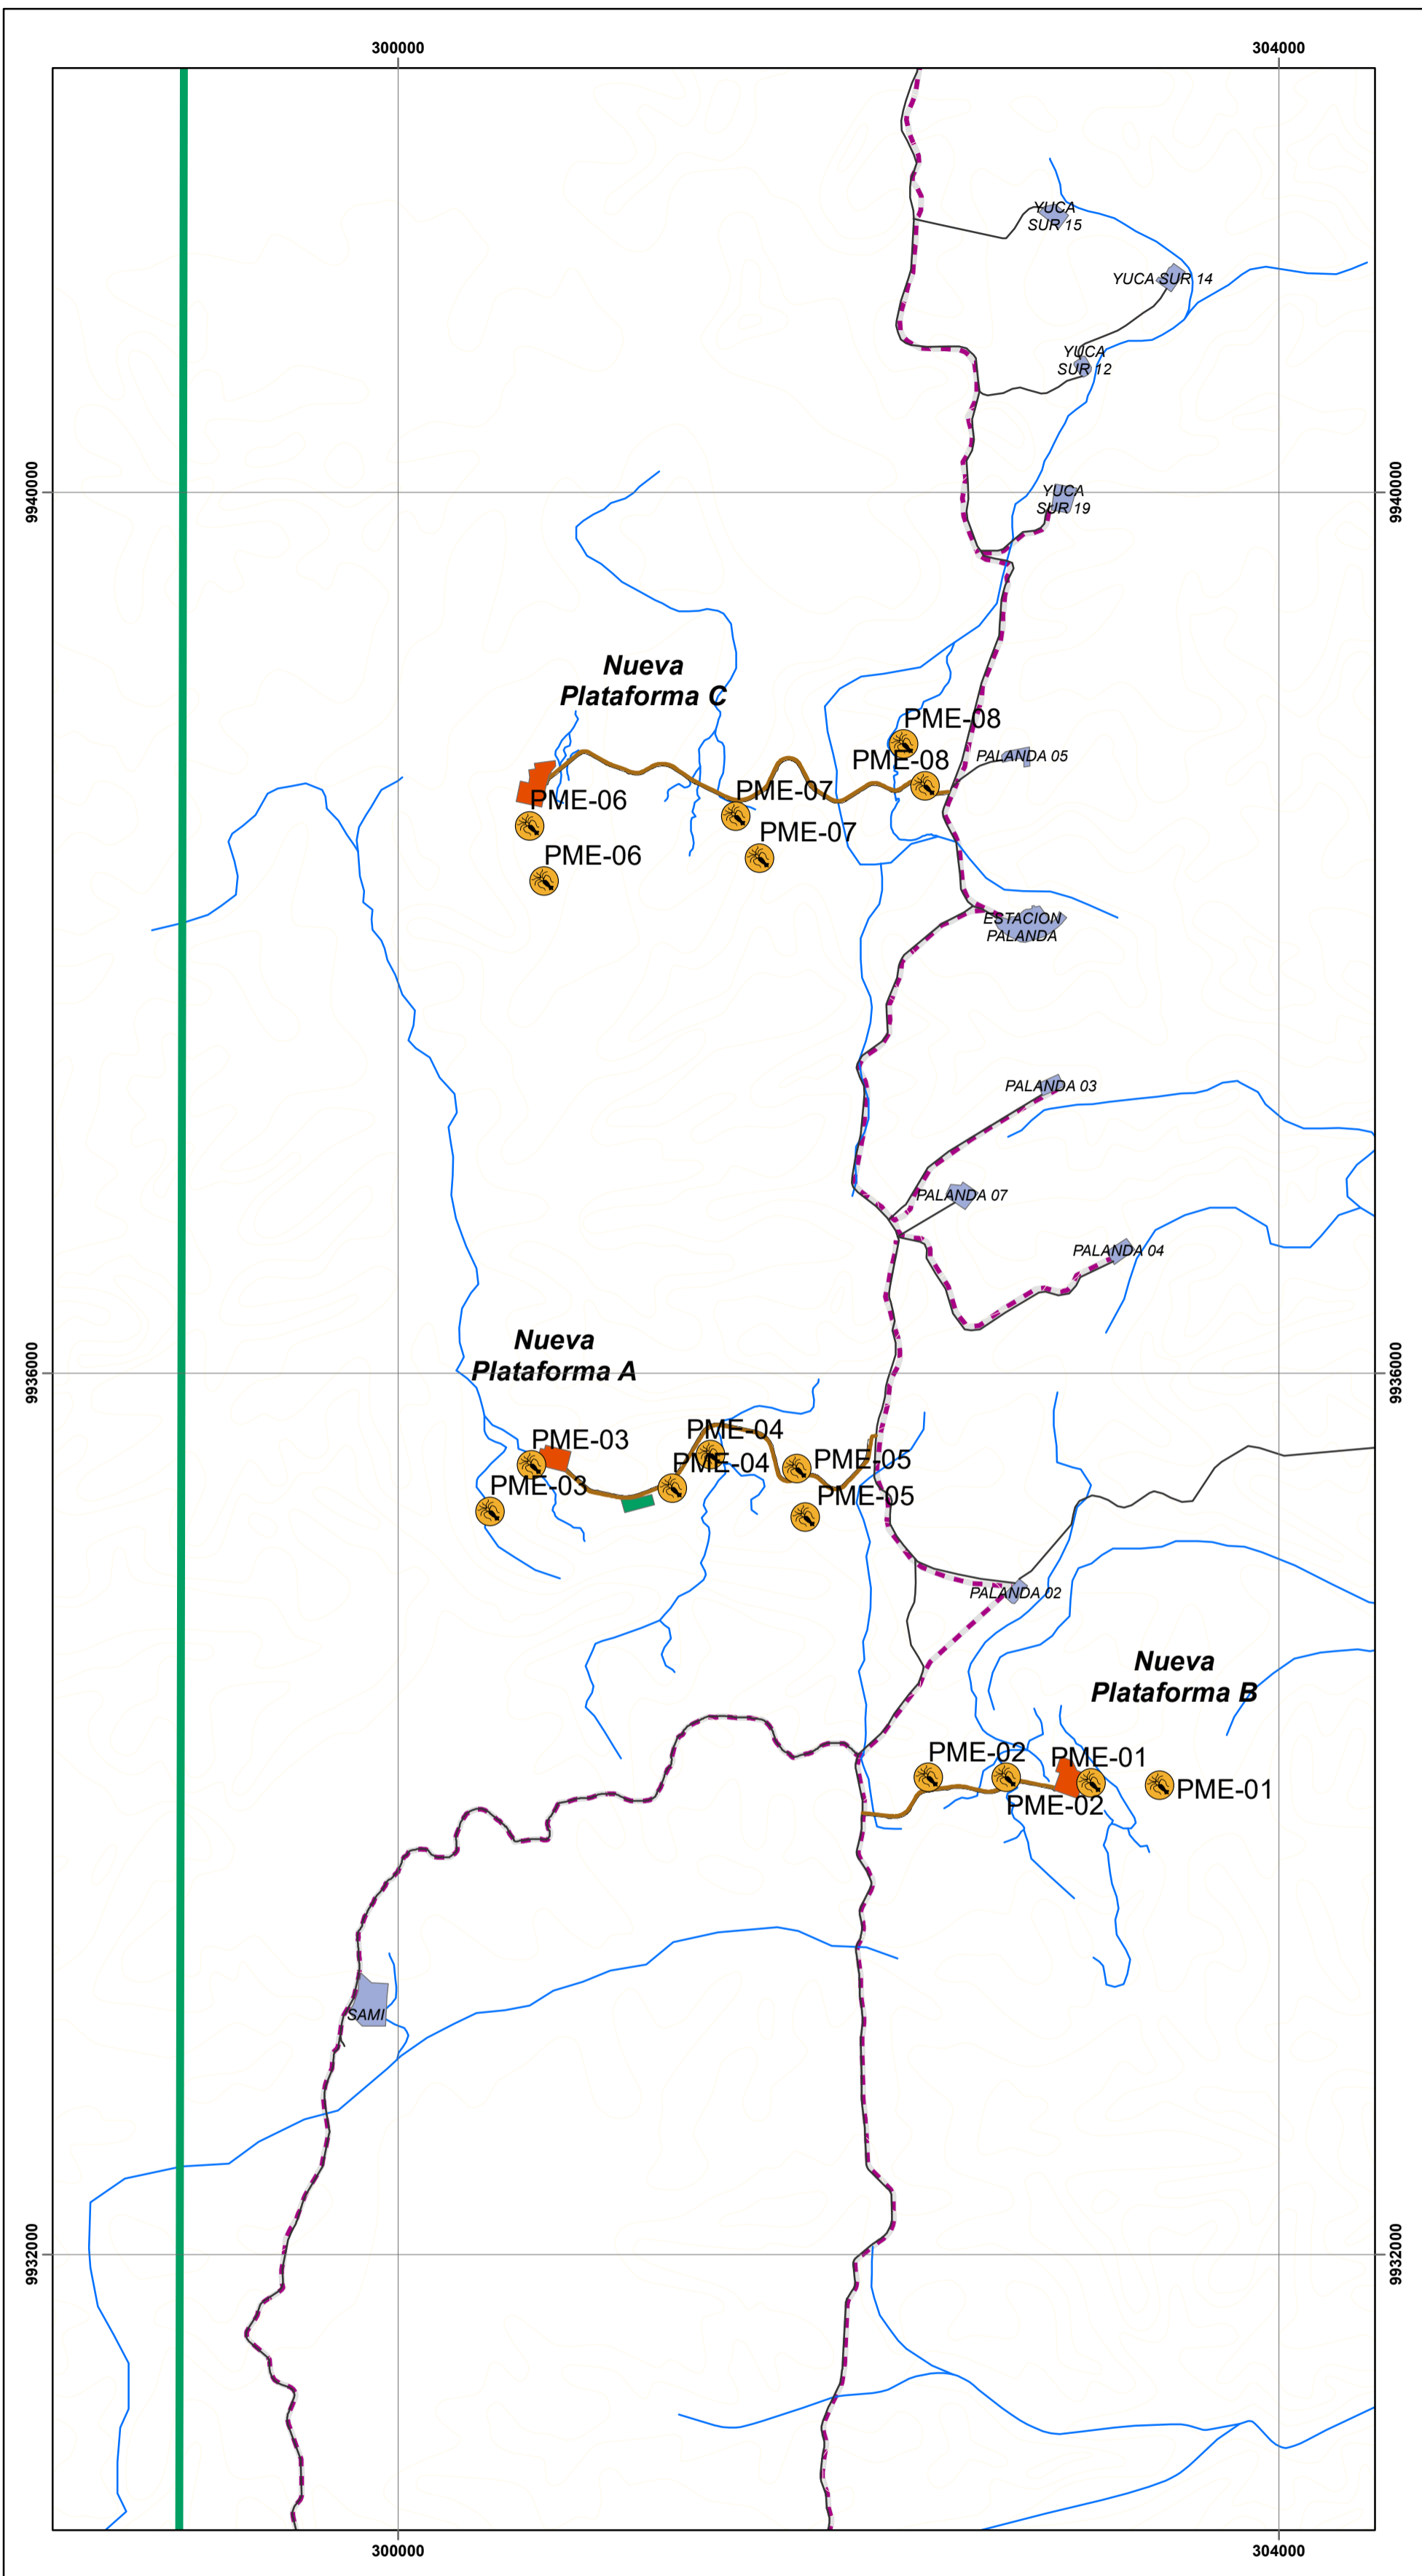 300000
304000
YUCA
SUR 15
YUCA SUR 14
YUCA
SUR 12
9940000
9940000
YUCA
SUR 19
Nueva
Plataforma C
PME-08
PME-08
PALANDA 05
PME-07
PME-06
PME-07
PME-06
ESTACION
PALANDA
PALANDA 03
PALANDA 07
PALANDA 04
Nueva
Plataforma A
9936000
9936000
PME-04
PME-03
PME-05
PME-04
PME-03
PME-05
PALANDA 02
Nueva
Plataforma B
PME-02
PME-01
PME-01
PME-02
SAMI
9932000
9932000
300000
304000